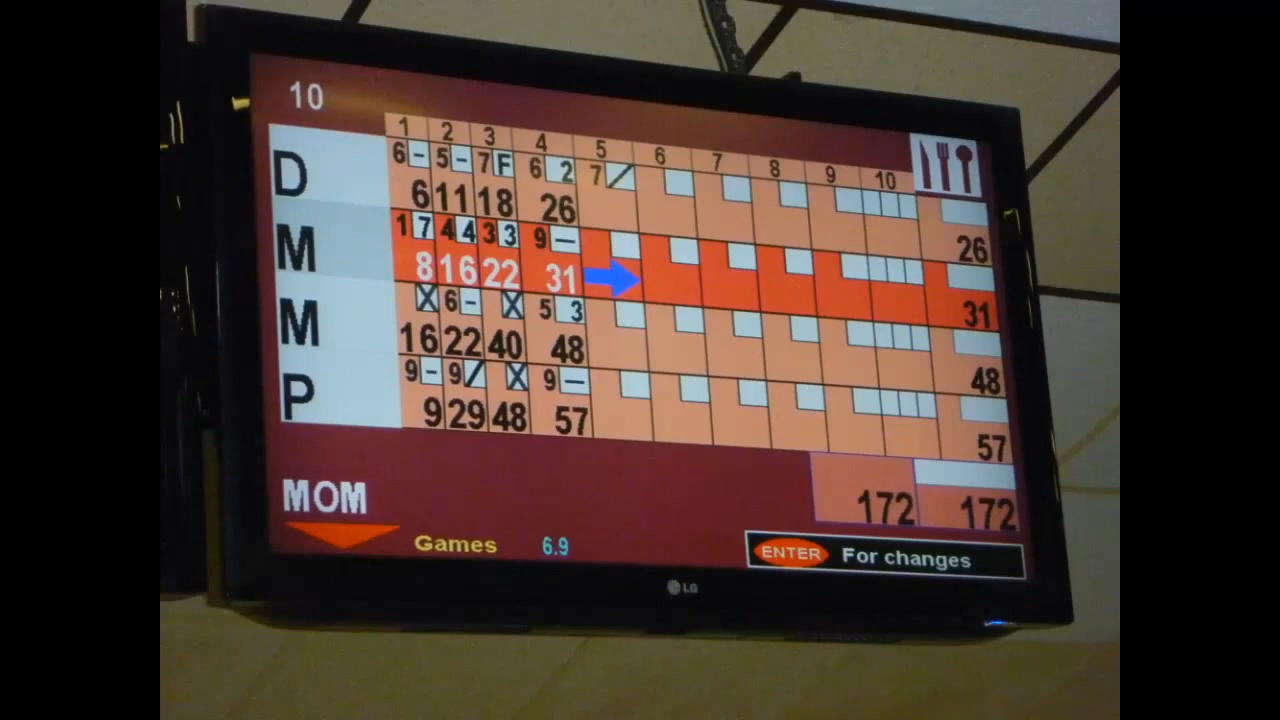 10
1 2 3 4 5 6 7 8 9 10
D 6 - 5 - 7 F 6 2 7 /
6 11 18 26 26
M 1 7 4 4 3 3 9 -
8 16 22 31 31
M X 6 - X 5 3
16 22 40 48 48
P 9 - 9 / X 9 -
9 29 48 57 57
172 172
MOM
Games 6.9
ENTER For changes
LG